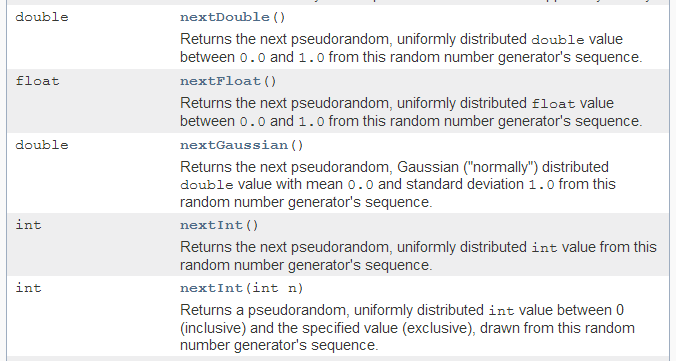 double nextDouble()
Returns the next pseudorandom, uniformly distributed double value
between 0.0 and 1.0 from this random number generator's sequence.
float nextFloat()
Returns the next pseudorandom, uniformly distributed float value
between 0.0 and 1.0 from this random number generator's sequence.
double nextGaussian()
Returns the next pseudorandom, Gaussian ("normally") distributed
double value with mean 0.0 and standard deviation 1.0 from this
random number generator's sequence.
int nextInt()
Returns the next pseudorandom, uniformly distributed int value from this
random number generator's sequence.
int nextInt(int n)
Returns a pseudorandom, uniformly distributed int value between 0
(inclusive) and the specified value (exclusive), drawn from this random
number generator's sequence.